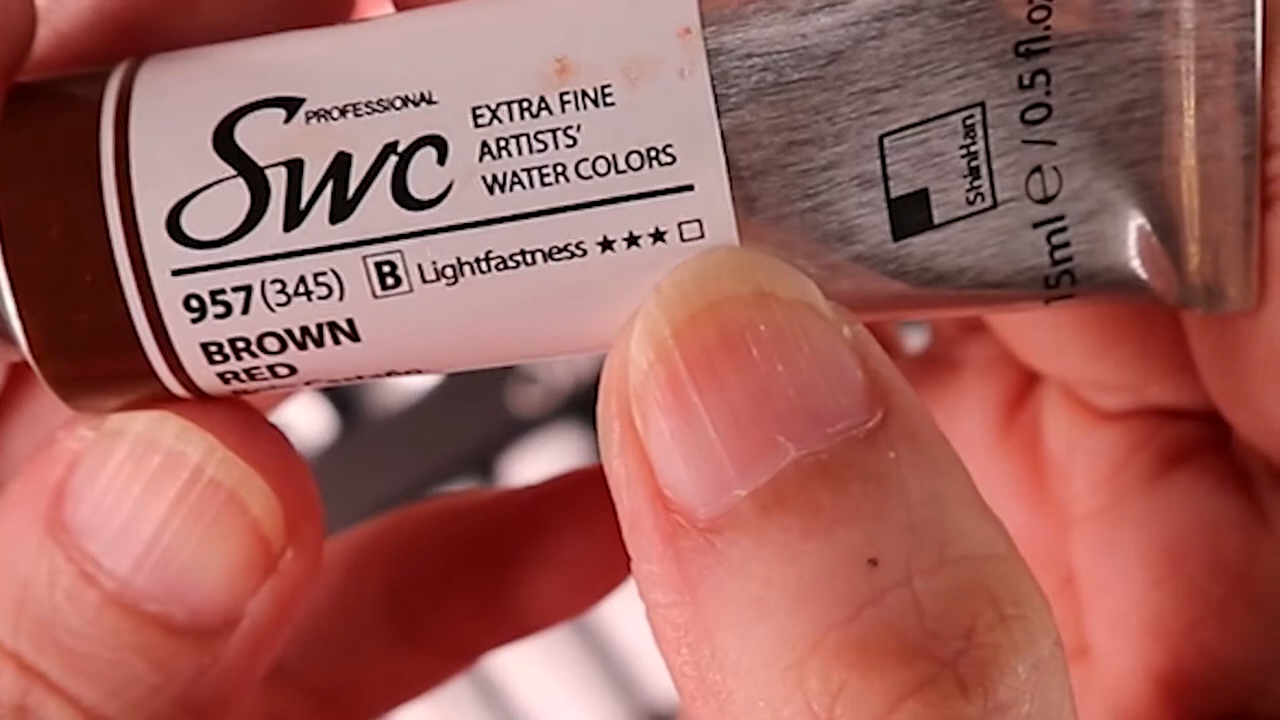 PROFESSIONAL
Swc
EXTRA FINE
ARTISTS'
WATER COLORS
957(345) B Lightfastness ★★★☐
BROWN
RED
ShinHan
15ml e / 0.5 fl.oz